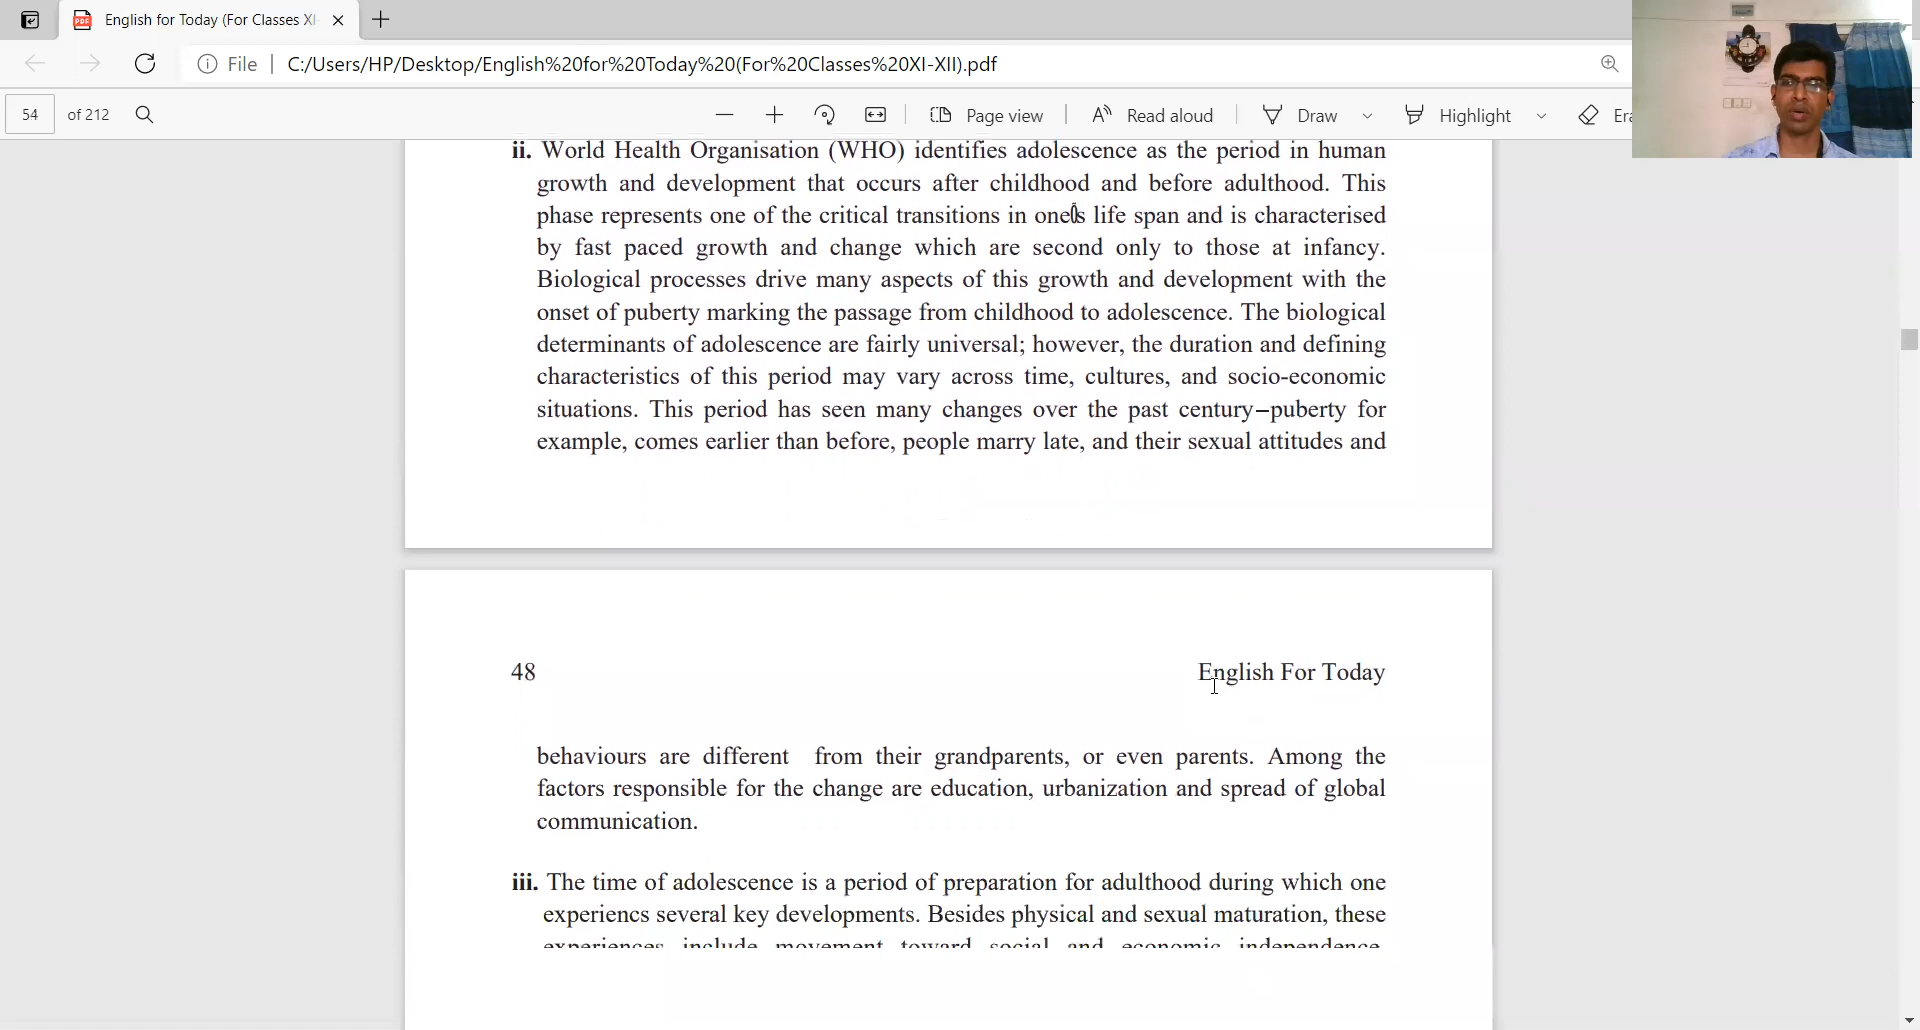 English for Today (For Classes XI-
File
C:/Users/HP/Desktop/English%20for%20Today%20(For%20Classes%20XI-XII).pdf
54 of 212
Page view
Read aloud
Draw
Highlight
Era
ii. World Health Organisation (WHO) identifies adolescence as the period in human
growth and development that occurs after childhood and before adulthood. This
phase represents one of the critical transitions in one's life span and is characterised
by fast paced growth and change which are second only to those at infancy.
Biological processes drive many aspects of this growth and development with the
onset of puberty marking the passage from childhood to adolescence. The biological
determinants of adolescence are fairly universal; however, the duration and defining
characteristics of this period may vary across time, cultures, and socio-economic
situations. This period has seen many changes over the past century–puberty for
example, comes earlier than before, people marry late, and their sexual attitudes and
48
English For Today
behaviours are different from their grandparents, or even parents. Among the
factors responsible for the change are education, urbanization and spread of global
communication.
iii. The time of adolescence is a period of preparation for adulthood during which one
experiencs several key developments. Besides physical and sexual maturation, these
experiences include movement toward social and economic independence,